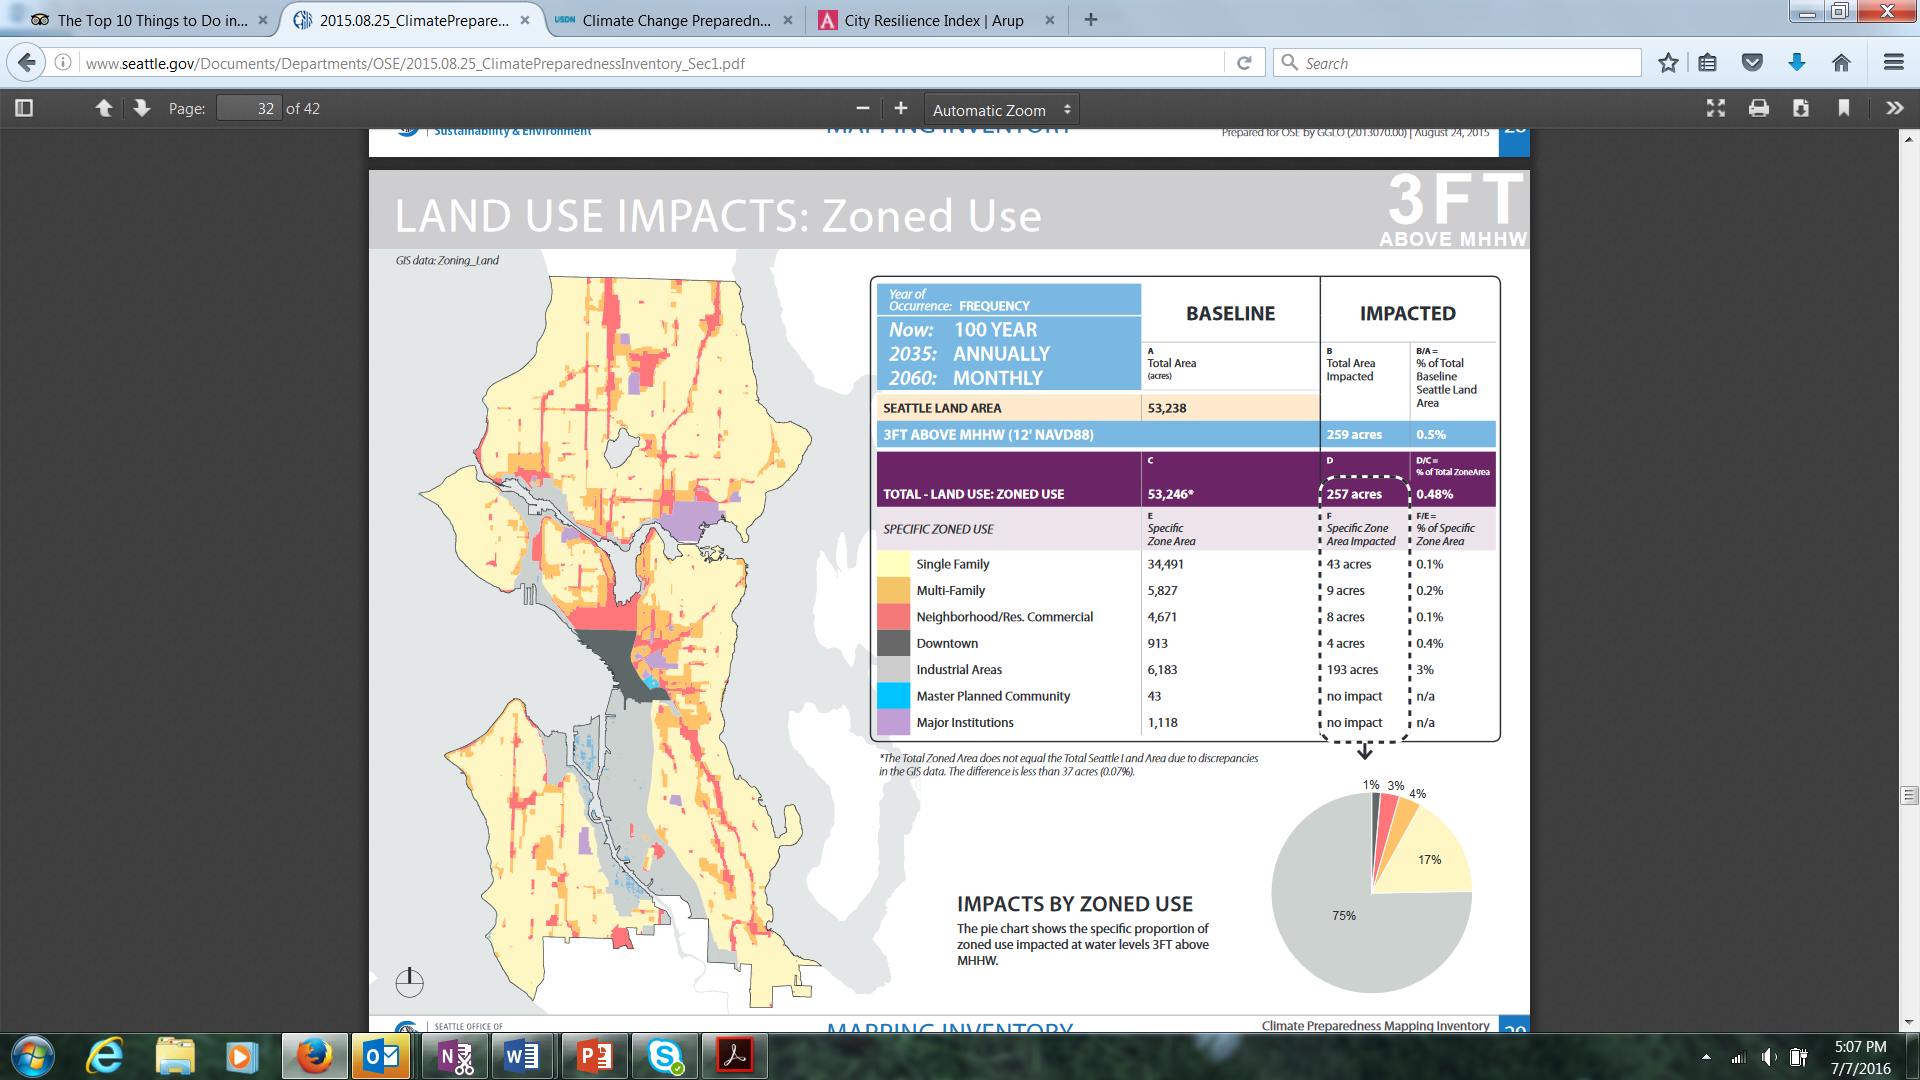 The Top 10 Things to Do in...
2015.08.25_ClimatePrepare...
USDN Climate Change Preparedn...
A City Resilience Index | Arup
www.seattle.gov/Documents/Departments/OSE/2015.08.25_ClimatePreparednessInventory_Sec1.pdf
Search
Page: 32 of 42
Automatic Zoom
Sustainability & Environment
MAPPING INVENTORY
Prepared for OSE by GGLO (2013070.00) | August 24, 2015
LAND USE IMPACTS: Zoned Use
3FT
ABOVE MHHW
GIS data: Zoning_Land
Year of
Occurrence: FREQUENCY
Now: 100 YEAR
2035: ANNUALLY
2060: MONTHLY
BASELINE
IMPACTED
A
Total Area
(acres)
B
Total Area
Impacted
B/A =
% of Total
Baseline
Seattle Land
Area
SEATTLE LAND AREA 53,238
3FT ABOVE MHHW (12' NAVD88) 259 acres 0.5%
C D D/C =
% of Total ZoneArea
TOTAL - LAND USE: ZONED USE 53,246* 257 acres 0.48%
SPECIFIC ZONED USE
E
Specific
Zone Area
F
Specific Zone
Area Impacted
F/E =
% of Specific
Zone Area
Single Family 34,491 43 acres 0.1%
Multi-Family 5,827 9 acres 0.2%
Neighborhood/Res. Commercial 4,671 8 acres 0.1%
Downtown 913 4 acres 0.4%
Industrial Areas 6,183 193 acres 3%
Master Planned Community 43 no impact n/a
Major Institutions 1,118 no impact n/a
*The Total Zoned Area does not equal the Total Seattle Land Area due to discrepancies
in the GIS data. The difference is less than 37 acres (0.07%).
1% 3% 4%
17%
75%
IMPACTS BY ZONED USE
The pie chart shows the specific proportion of
zoned use impacted at water levels 3FT above
MHHW.
SEATTLE OFFICE OF
MAPPING INVENTORY
Climate Preparedness Mapping Inventory
5:07 PM
7/7/2016